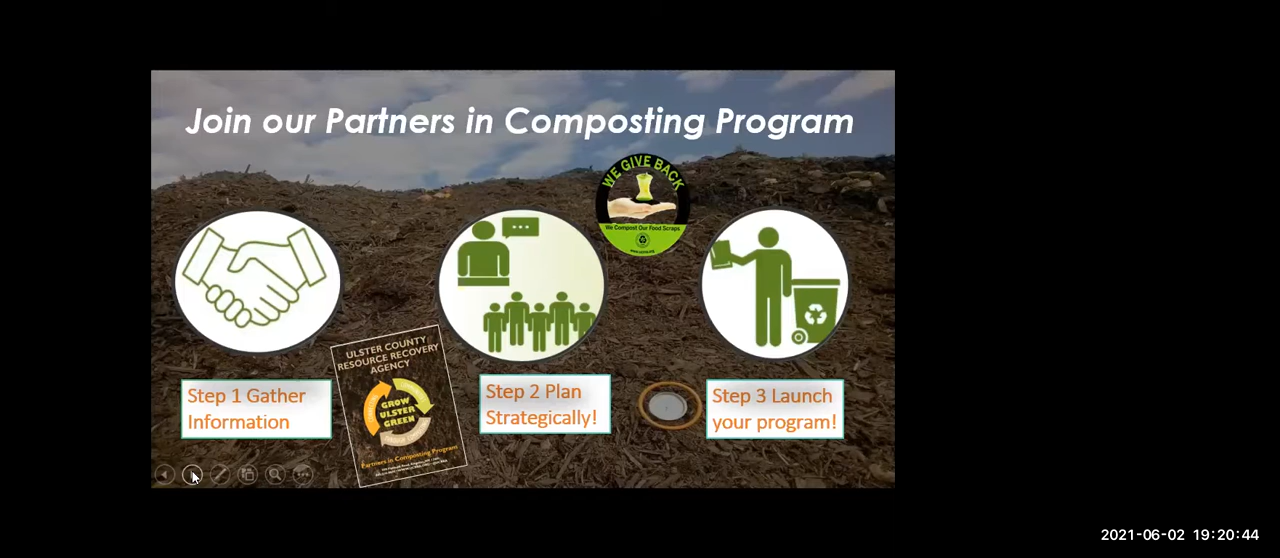 Join our Partners in Composting Program
WE GIVE BACK
We Compost Our Food Scraps
ULSTER COUNTY
RESOURCE RECOVERY
AGENCY
GROW
ULSTER
GREEN
Partners in Composting Program
Step 1 Gather
Information
Step 2 Plan
Strategically!
Step 3 Launch
your program!
2021-06-02 19:20:44